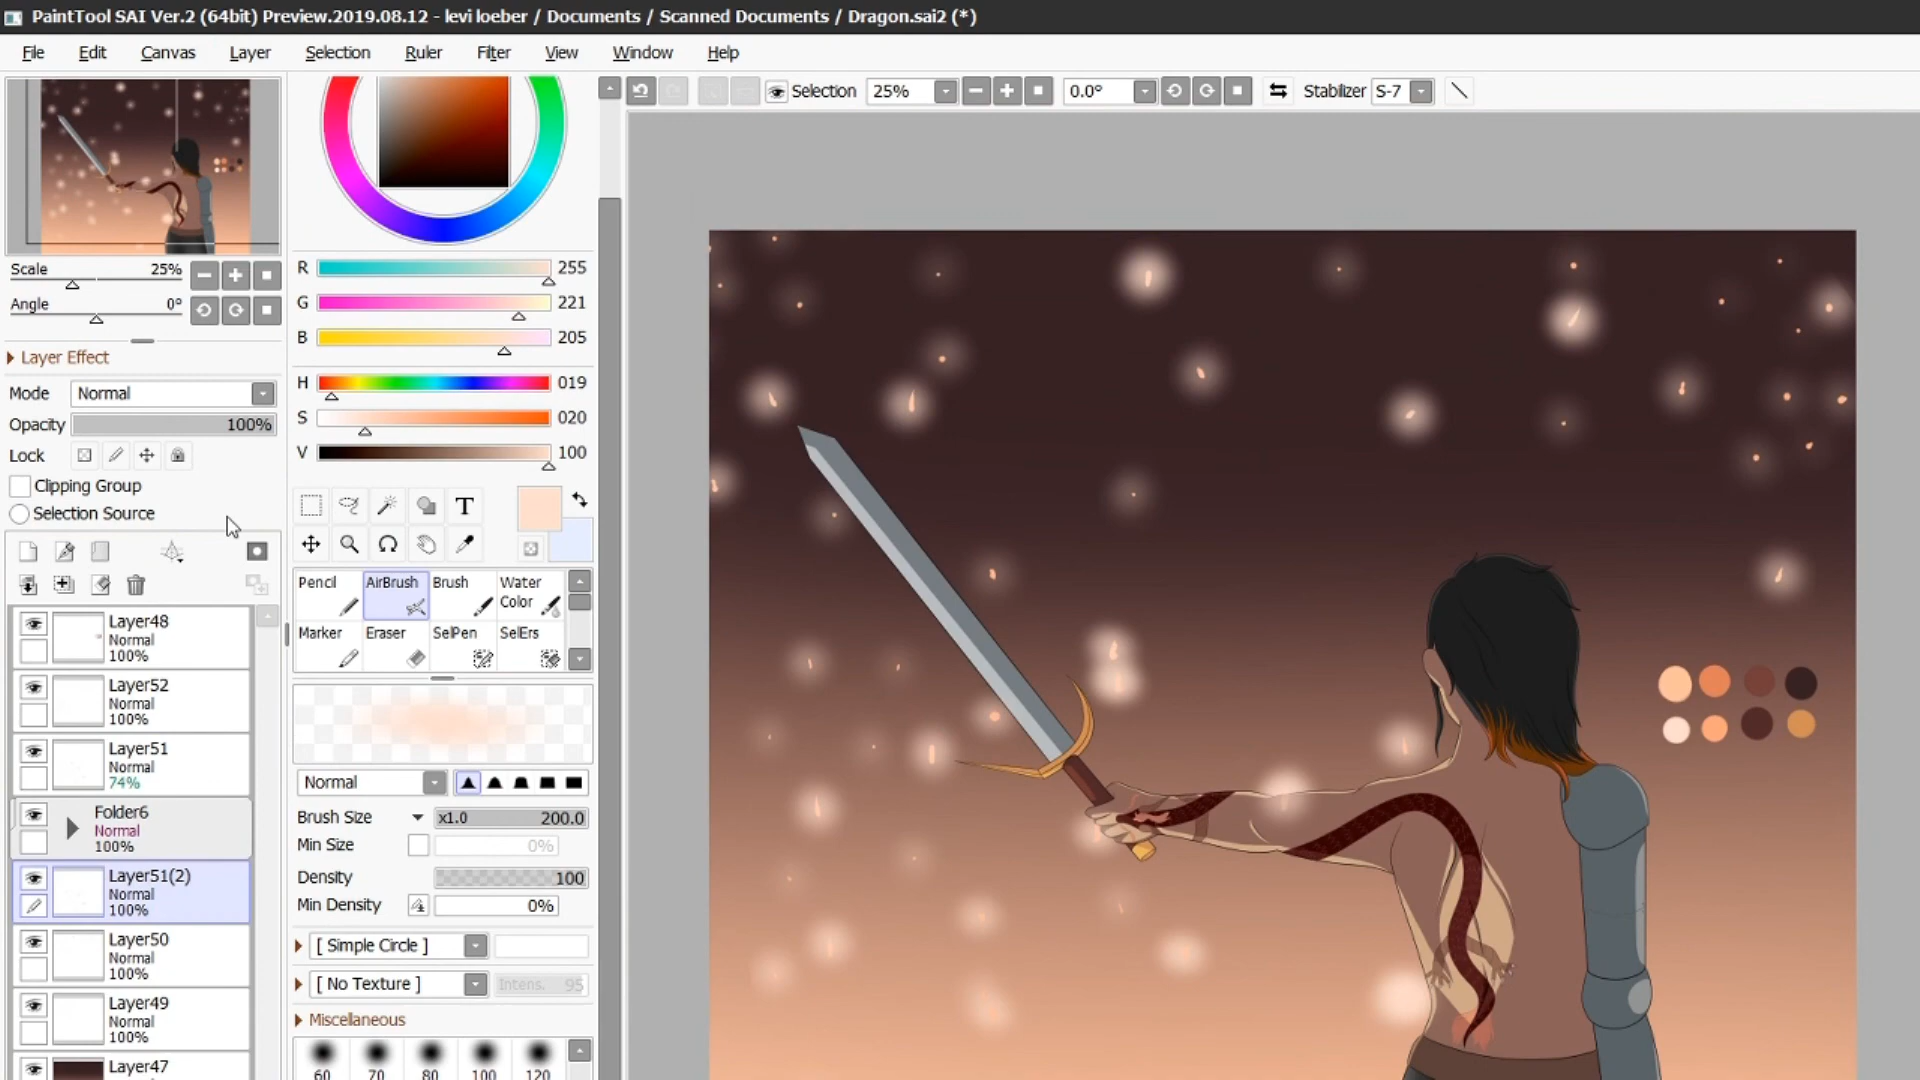 PaintTool SAI Ver.2 (64bit) Preview.2019.08.12 - levi loeber / Documents / Scanned Documents / Dragon.sai2 (*)
File Edit Canvas Layer Selection Ruler Filter View Window Help
Selection 25% 0.0° Stabilizer S-7
Scale 25%
Angle 0°
Layer Effect
Mode Normal
Opacity 100%
Lock
Clipping Group
Selection Source
Layer48
Normal
100%
Layer52
Normal
100%
Layer51
Normal
74%
Folder6
Normal
100%
Layer51(2)
Normal
100%
Layer50
Normal
100%
Layer49
Normal
100%
Layer47
R 255
G 221
B 205
H 019
S 020
V 100
T
Pencil AirBrush Brush Water Color
Marker Eraser SelPen SelErs
Normal
Brush Size x1.0 200.0
Min Size 0%
Density 100
Min Density 0%
[ Simple Circle ]
[ No Texture ] Intens. 95
Miscellaneous
60 70 80 100 120